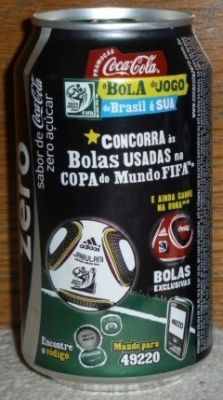 PROMOÇÃO
Coca-Cola
a BOLA do JOGO
do Brasil é SUA
CONCORRA às
Bolas USADAS na
COPA do Mundo FIFA
E AINDA GANHE
NA HORA
BOLAS
EXCLUSIVAS
adidas
JABULANI
Encontre
o código
Mande para
49220
sabor de Coca-Cola
zero açúcar
zero